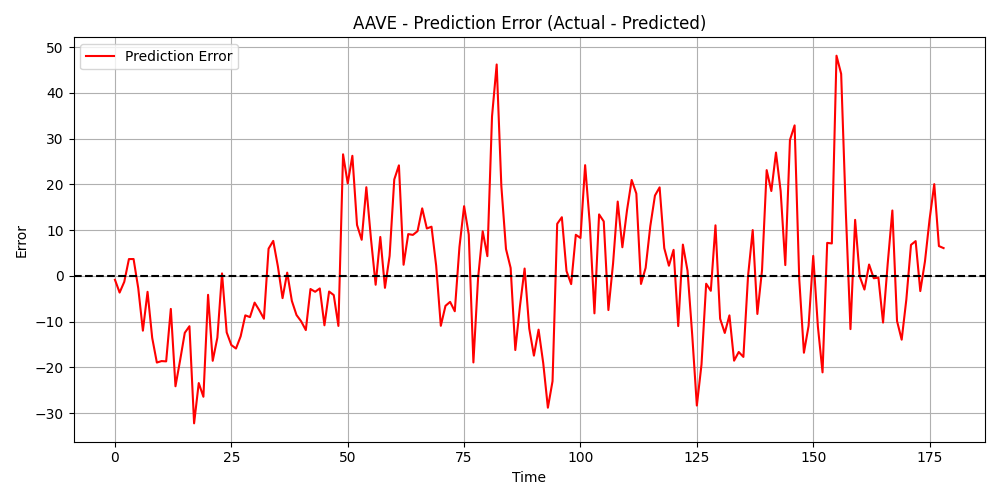 AAVE - Prediction Error (Actual - Predicted)
Prediction Error
Error
50
40
30
20
10
0
−10
−20
−30
0 25 50 75 100 125 150 175
Time